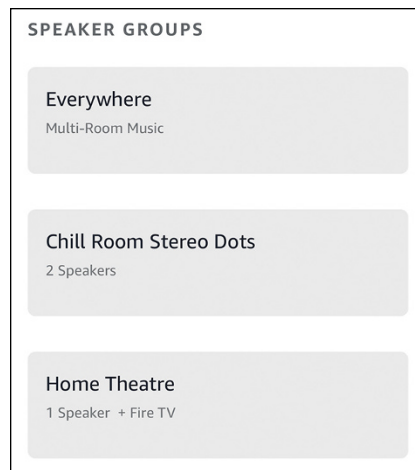 SPEAKER GROUPS
Everywhere
Multi-Room Music
Chill Room Stereo Dots
2 Speakers
Home Theatre
1 Speaker + Fire TV